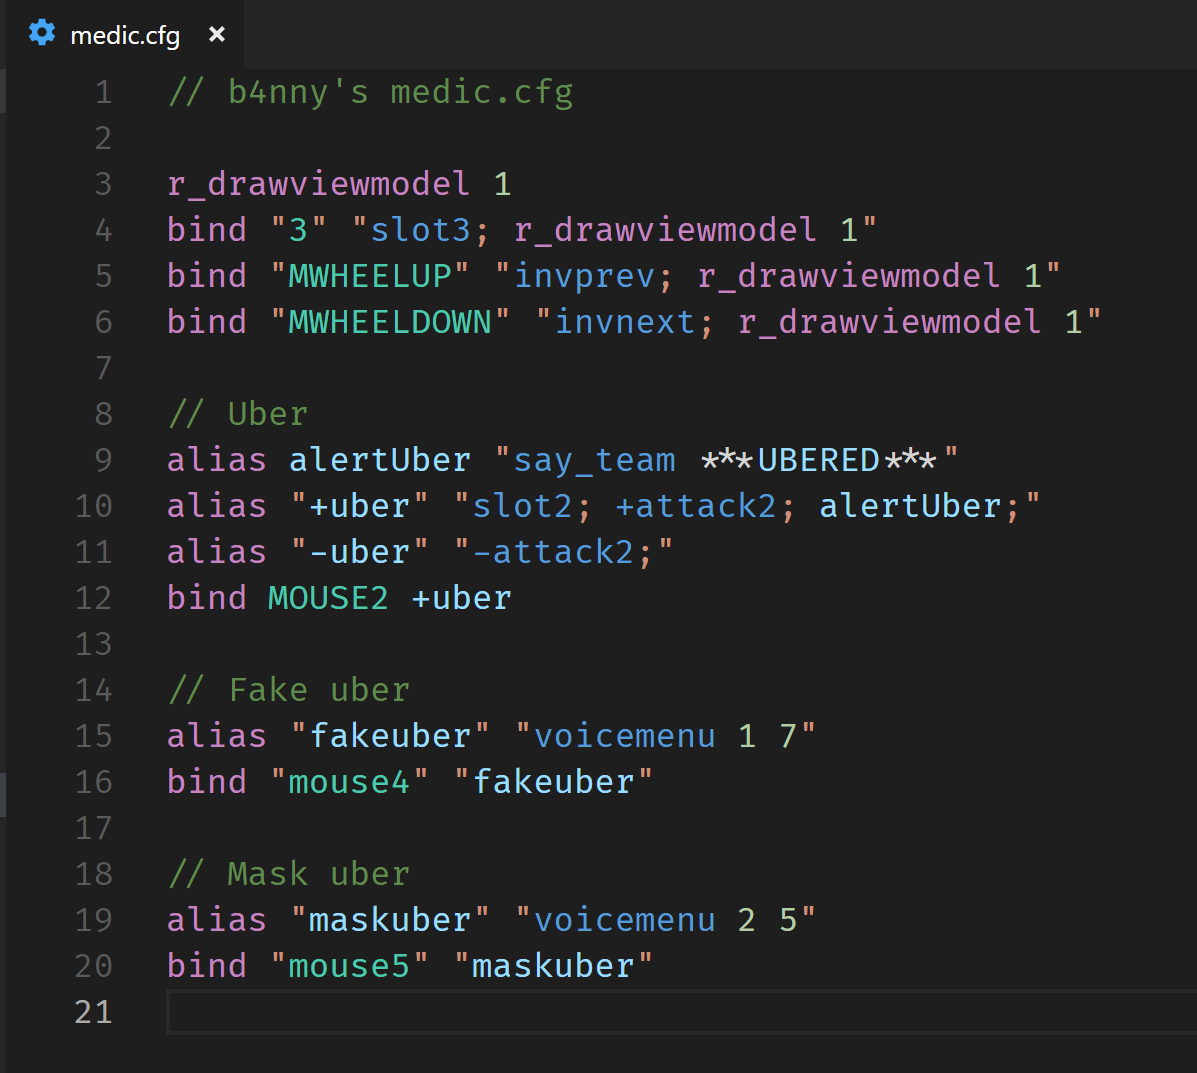 medic.cfg ×
1 // b4nny's medic.cfg
2
3 r_drawviewmodel 1
4 bind "3" "slot3; r_drawviewmodel 1"
5 bind "MWHEELUP" "invprev; r_drawviewmodel 1"
6 bind "MWHEELDOWN" "invnext; r_drawviewmodel 1"
7
8 // Uber
9 alias alertUber "say_team ***UBERED***"
10 alias "+uber" "slot2; +attack2; alertUber;"
11 alias "-uber" "-attack2;"
12 bind MOUSE2 +uber
13
14 // Fake uber
15 alias "fakeuber" "voicemenu 1 7"
16 bind "mouse4" "fakeuber"
17
18 // Mask uber
19 alias "maskuber" "voicemenu 2 5"
20 bind "mouse5" "maskuber"
21